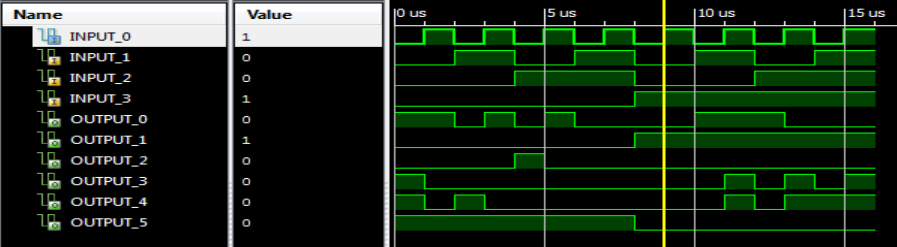 Name Value 0 us 5 us 10 us 15 us
INPUT_0 1
INPUT_1 0
INPUT_2 0
INPUT_3 1
OUTPUT_0 0
OUTPUT_1 1
OUTPUT_2 0
OUTPUT_3 0
OUTPUT_4 0
OUTPUT_5 0